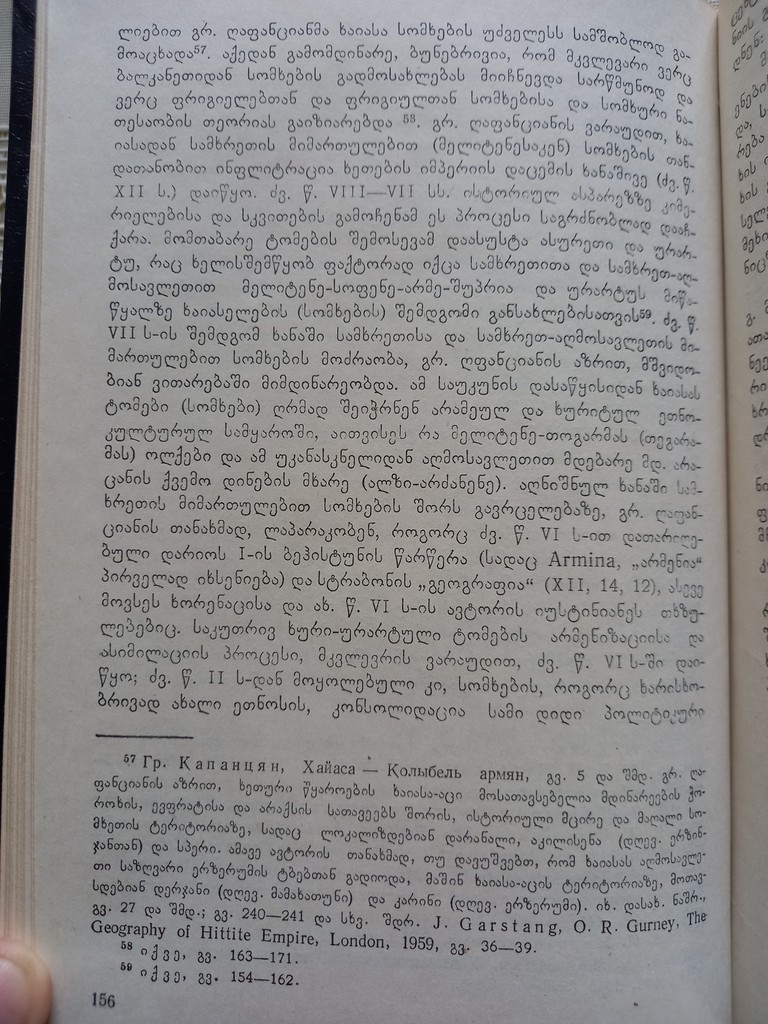 ლიებით გრ. ღაფანციანმა ხაიასა სომხების უძველესს სამშობლოდ გა-
მოაცხადა⁵⁷. აქედან გამომდინარე, ბუნებრივია, რომ მკვლევარი ვერც
ბალკანეთიდან სომხების გადმოსახლებას მიიჩნევდა სარწმუნოდ და
ვერც ფრიგიელებთან და ფრიგიულთან სომხებისა და სომხური ნა-
თესაობის თეორიას გაიზიარებდა ⁵⁸. გრ. ღაფანციანის ვარაუდით, ხა-
იასადან სამხრეთის მიმართულებით (მელიტენესაკენ) სომხების თან-
დათანობით ინფლიტრაცია ხეთების იმპერიის დაცემის ხანაშივე (ძვ. წ.
XII ს.) დაიწყო. ძვ. წ. VIII—VII სს. ისტორიულ ასპარეზზე კიმე-
რიელებისა და სკვითების გამოჩენამ ეს პროცესი საგრძნობლად დააჩ-
ქარა. მომთაბარე ტომების შემოსევამ დაასუსტა ასურეთი და ურარ-
ტუ, რაც ხელისშემწყობ ფაქტორად იქცა სამხრეთითა და სამხრეთ-აღ-
მოსავლეთით მელიტენე-სოფენე-არმე-შუპრია და ურარტუს მიწა-
წყალზე ხაიასელების (სომხების) შემდგომი განსახლებისათვის⁵⁹. ძვ. წ.
VII ს-ის შემდგომ ხანაში სამხრეთისა და სამხრეთ-აღმოსავლეთის მი-
მართულებით სომხების მოძრაობა, გრ. ღფანციანის აზრით, მშვიდო-
ბიან ვითარებაში მიმდინარეობდა. ამ საუკუნის დასაწყისიდან ხაიასას
ტომები (სომხები) ღრმად შეიჭრნენ არამეულ და ხურიტულ ეთნო-
კულტურულ სამყაროში, აითვისეს რა მელიტენე-თოგარმას (თეგარა-
მას) ოლქები და ამ უკანასკნელიდან აღმოსავლეთით მდებარე მდ. არა-
ცანის ქვემო დინების მხარე (ალზი-არძანენე). აღნიშნულ ხანაში სამ-
ხრეთის მიმართულებით სომხების შორს გავრცელებაზე, გრ. ღაფან-
ციანის თანახმად, ლაპარაკობენ, როგორც ძვ. წ. VI ს-ით დათარიღე-
ბული დარიოს I-ის ბეჰისტუნის წარწერა (სადაც Armina, „არმენია“
პირველად იხსენიება) და სტრაბონის „გეოგრაფია“ (XII, 14, 12), ასევე
მოვსეს ხორენაცისა და ახ. წ. VI ს-ის ავტორის იუსტინიანეს თხზუ-
ლებებიც. საკუთრივ ხური-ურარტული ტომების არმენიზაციისა და
ასიმილაციის პროცესი, მკვლევრის ვარაუდით, ძვ. წ. VI ს-ში დაი-
წყო; ძვ. წ. II ს-დან მოყოლებული კი, სომხების, როგორც ხარისხო-
ბრივად ახალი ეთნოსის, კონსოლიდაცია სამი დიდი პოლიტიკური
⁵⁷ Гр. Капанцян, Хайаса — Колыбель армян, გვ. 5 და შმდ. გრ. ღა-
ფანციანის აზრით, ხეთური წყაროების ხაიასა-აცი მოსათავსებელია მდინარეების ჭო-
როხის, ევფრატისა და არაქსის სათავეებს შორის, ისტორიული მცირე და მაღალი სო-
მხეთის ტერიტორიაზე, სადაც ლოკალიზდებიან დარანალი, აკილისენა (დღევ. ერზინ-
ჯანთან) და სპერი. ამავე ავტორის თანახმად, თუ დავუშვებთ, რომ ხაიასას აღმოსავლე-
თი საზღვარი ერზერუმის ტბებთან გადიოდა, მაშინ ხაიასა-აცის ტერიტორიაზე, მოთავ-
სდებიან დერჯანი (დღევ. მამახათუნი) და კარინი (დღევ. ერზერუმი). იხ. დასახ. ნაშრ.,
გვ. 27 და შმდ.; გვ. 240—241 და სხვ. შდრ. J. Garstang, O. R. Gurney, The
Geography of Hittite Empire, London, 1959, გვ. 36—39.
⁵⁸ იქვე, გვ. 163—171.
⁵⁹ იქვე, გვ. 154—162.
156